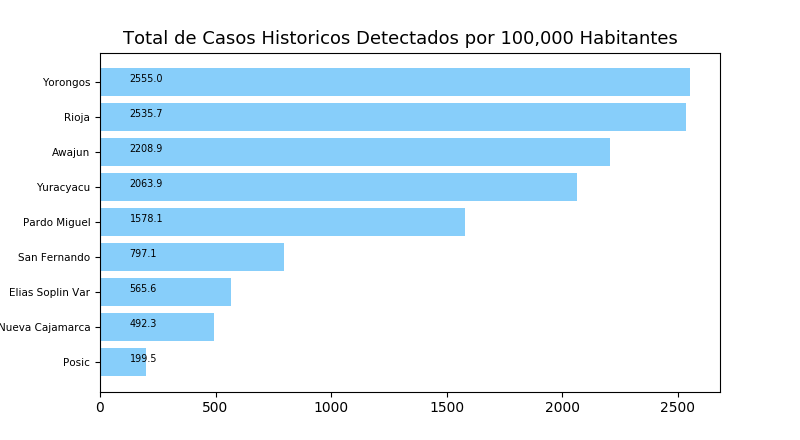 Total de Casos Historicos Detectados por 100,000 Habitantes
Yorongos 2555.0
Rioja 2535.7
Awajun 2208.9
Yuracyacu 2063.9
Pardo Miguel 1578.1
San Fernando 797.1
Elias Soplin Var 565.6
Nueva Cajamarca 492.3
Posic 199.5
0 500 1000 1500 2000 2500